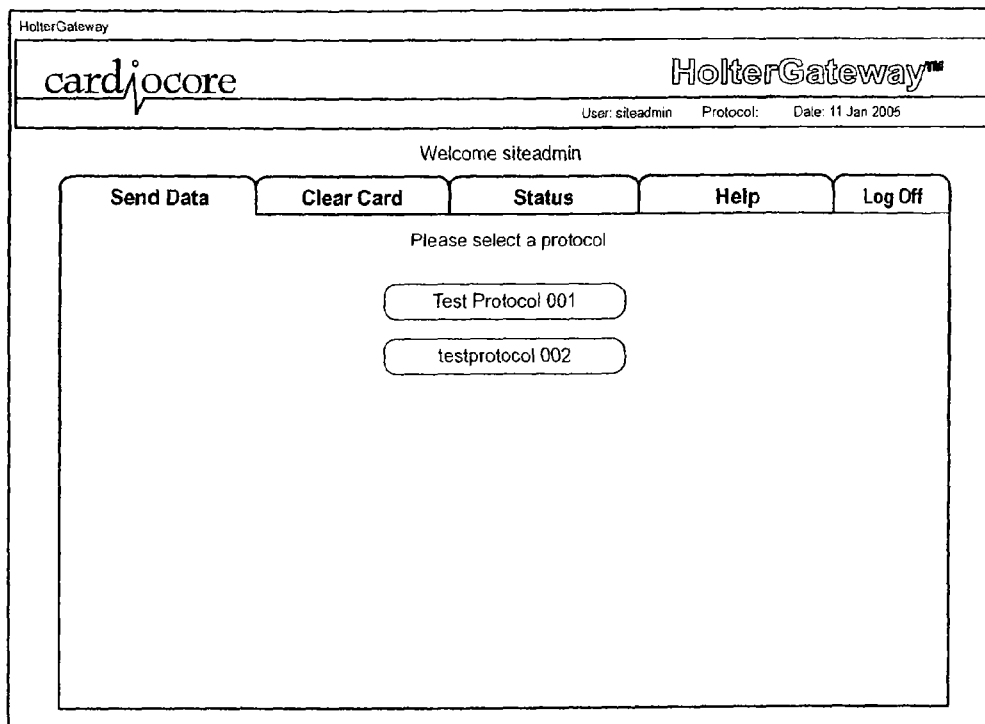 HolterGateway
cardiocore HolterGateway™
User: siteadmin Protocol: Date: 11 Jan 2005
Welcome siteadmin
Send Data Clear Card Status Help Log Off
Please select a protocol
Test Protocol 001
testprotocol 002